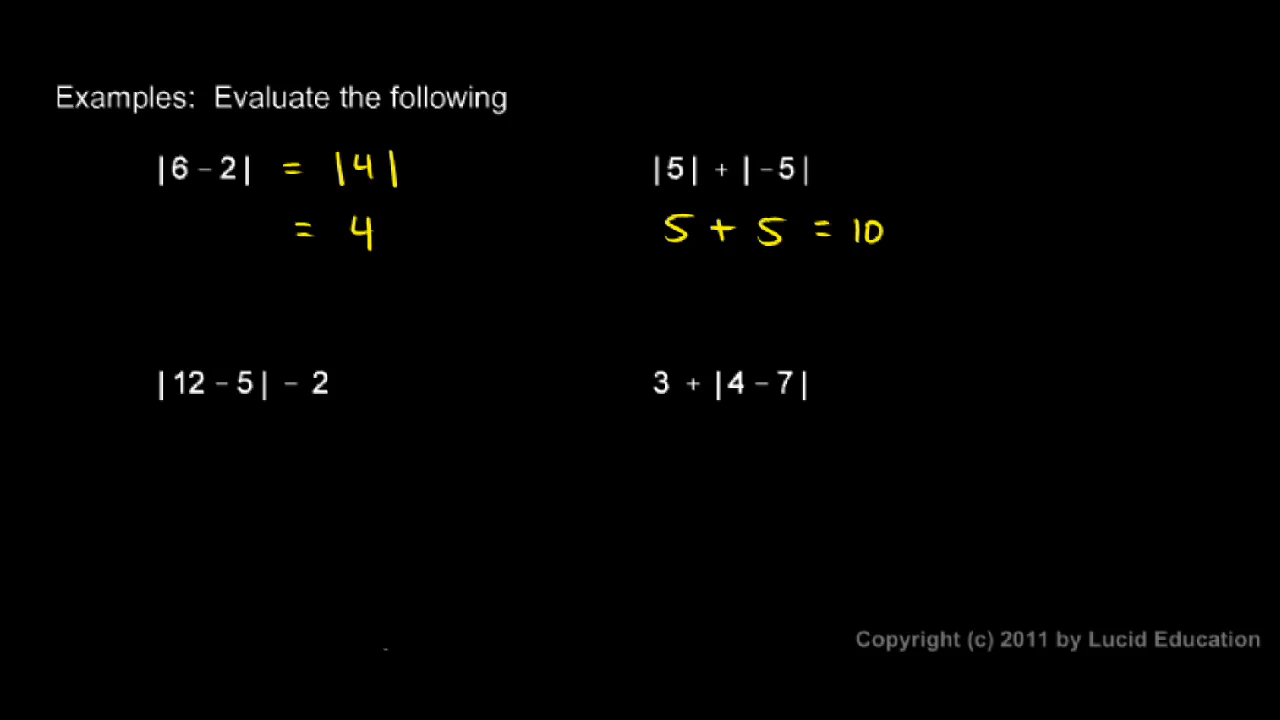 Examples: Evaluate the following
|6 – 2| = |4|
= 4
|5| + |–5|
5 + 5 = 10
|12 – 5| – 2
3 + |4 – 7|
Copyright (c) 2011 by Lucid Education